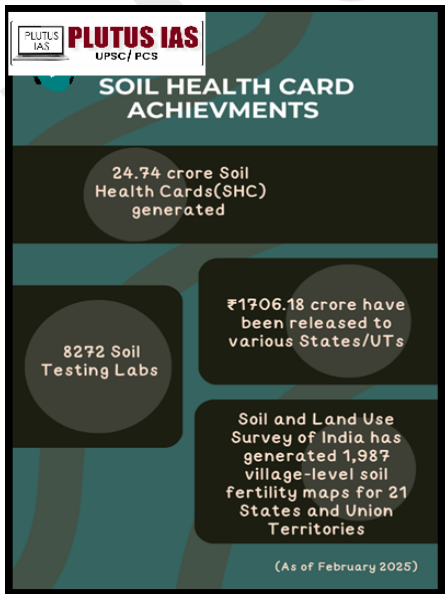 PLUTUS
IAS
PLUTUS IAS
UPSC/ PCS
SOIL HEALTH CARD
ACHIEVMENTS
24.74 crore Soil
Health Cards(SHC)
generated
8272 Soil
Testing Labs
₹1706.18 crore have
been released to
various States/UTs
Soil and Land Use
Survey of India has
generated 1,987
village-level soil
fertility maps for 21
States and Union
Territories
(As of February 2025)